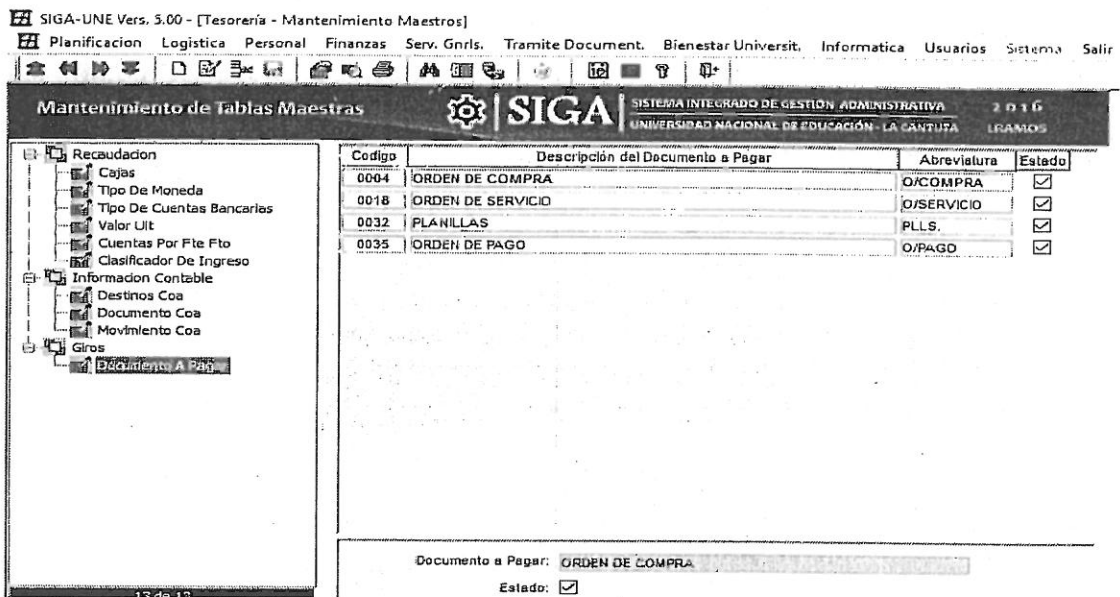 SIGA-UNE Vers. 5.00 - [Tesorería - Mantenimiento Maestros]
Planificacion Logistica Personal Finanzas Serv. Gnrls. Tramite Document. Bienestar Universit. Informatica Usuarios Sistema Salir
Mantenimiento de Tablas Maestras
SIGA
SISTEMA INTEGRADO DE GESTION ADMINISTRATIVA
UNIVERSIDAD NACIONAL DE EDUCACIÓN - LA CANTUTA
2016
LRAMOS
Recaudacion
Cajas
Tipo De Moneda
Tipo De Cuentas Bancarias
Valor Uit
Cuentas Por Fte Fto
Clasificador De Ingreso
Informacion Contable
Destinos Coa
Documento Coa
Movimiento Coa
Giros
Documento A Pag
13 de 13
Codigo Descripción del Documento a Pagar Abreviatura Estado
0004 ORDEN DE COMPRA O/COMPRA
0018 ORDEN DE SERVICIO O/SERVICIO
0032 PLANILLAS PLLS.
0035 ORDEN DE PAGO O/PAGO
Documento a Pagar: ORDEN DE COMPRA
Estado: